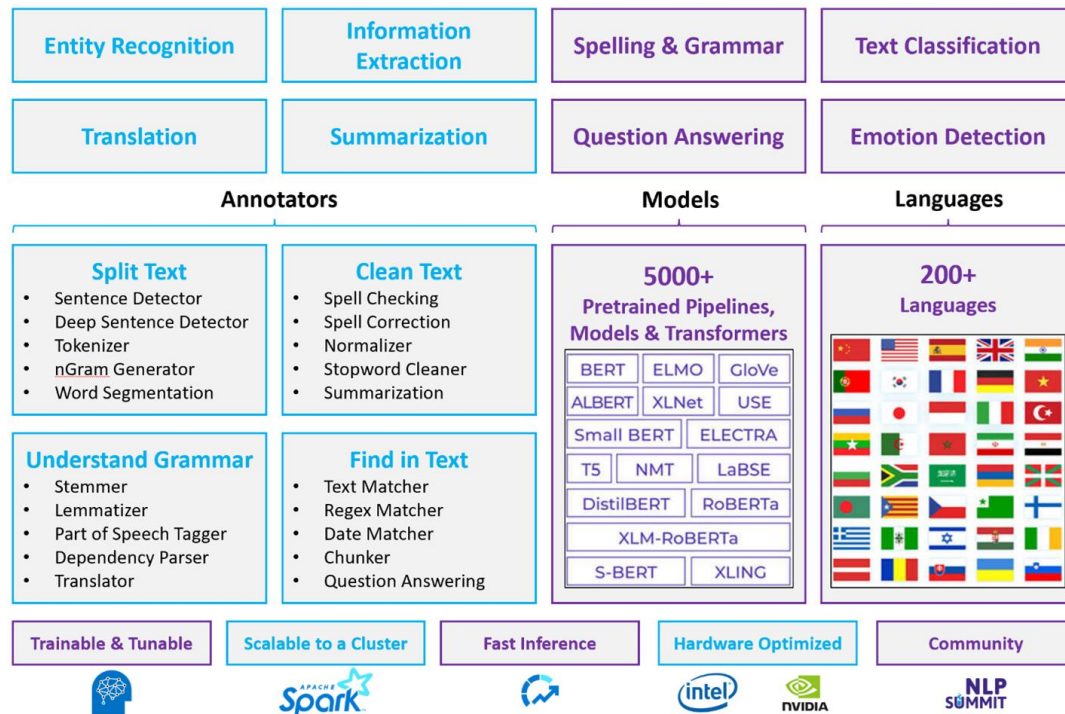 Entity Recognition
Information
Extraction
Spelling & Grammar
Text Classification
Translation
Summarization
Question Answering
Emotion Detection
Annotators
Models
Languages
Split Text
• Sentence Detector
• Deep Sentence Detector
• Tokenizer
• nGram Generator
• Word Segmentation
Clean Text
• Spell Checking
• Spell Correction
• Normalizer
• Stopword Cleaner
• Summarization
Understand Grammar
• Stemmer
• Lemmatizer
• Part of Speech Tagger
• Dependency Parser
• Translator
Find in Text
• Text Matcher
• Regex Matcher
• Date Matcher
• Chunker
• Question Answering
5000+
Pretrained Pipelines,
Models & Transformers
BERT ELMO GloVe
ALBERT XLNet USE
Small BERT ELECTRA
T5 NMT LaBSE
DistilBERT RoBERTa
XLM-RoBERTa
S-BERT XLING
200+
Languages
Trainable & Tunable
Scalable to a Cluster
Fast Inference
Hardware Optimized
Community
APACHE
Spark
intel
NVIDIA
NLP
SUMMIT